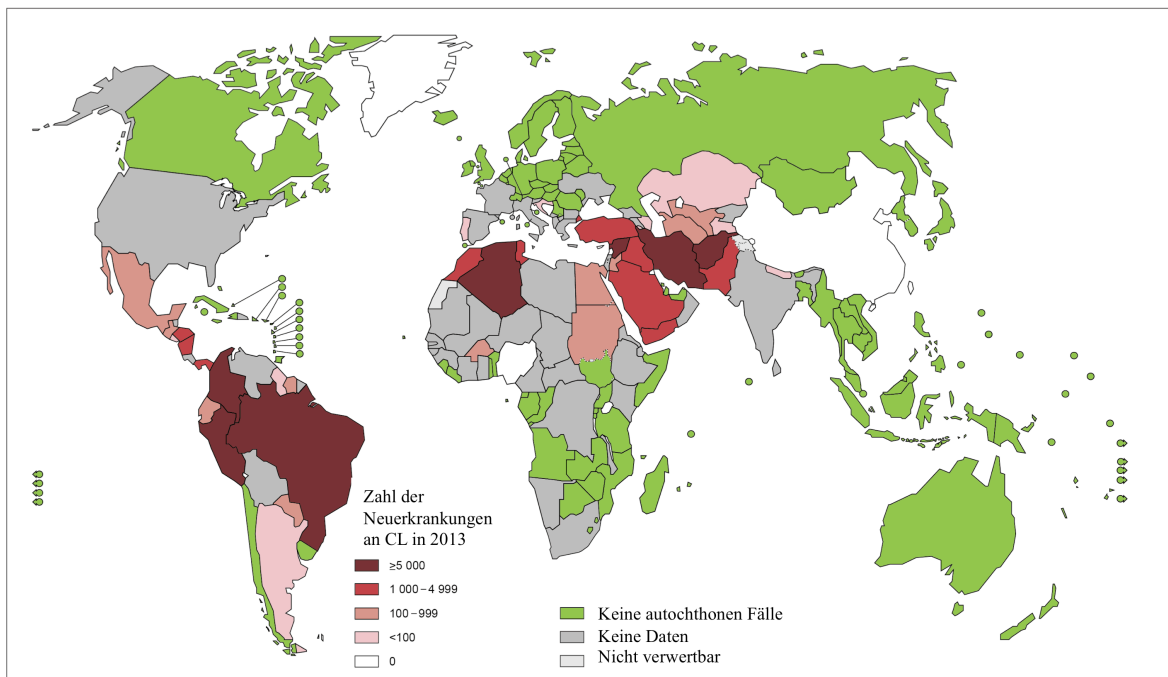 Zahl der
Neuerkrankungen
an CL in 2013
≥5 000
1 000–4 999
100–999
<100
0
Keine autochthonen Fälle
Keine Daten
Nicht verwertbar